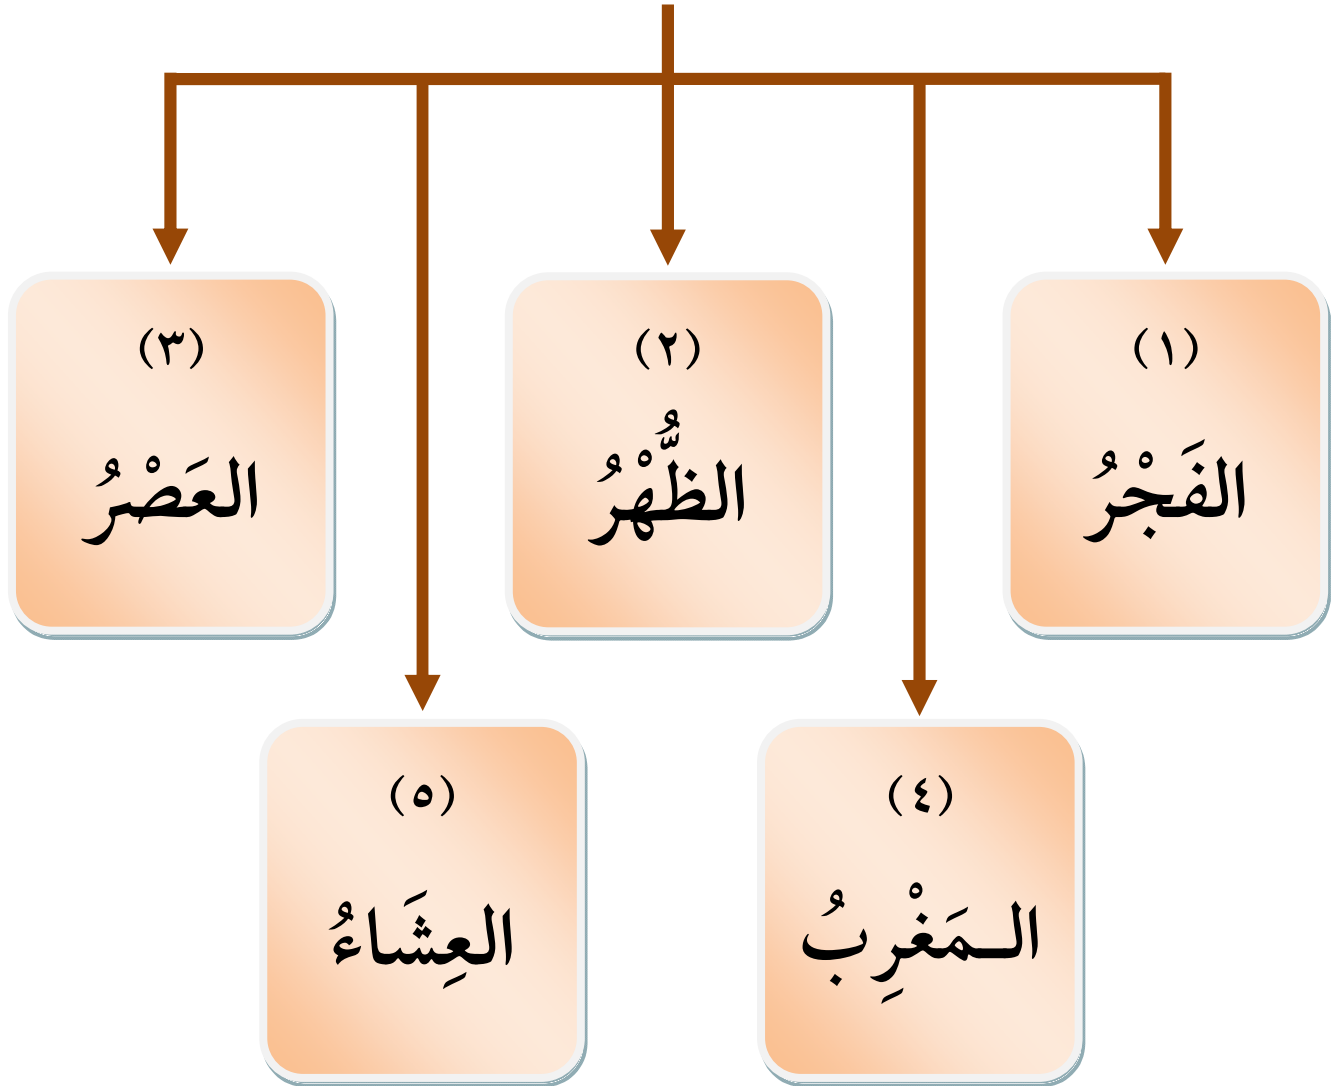 (١)
الفَجْرُ
(٢)
الظُّهْرُ
(٣)
العَصْرُ
(٤)
الـمَغْرِبُ
(٥)
العِشَاءُ